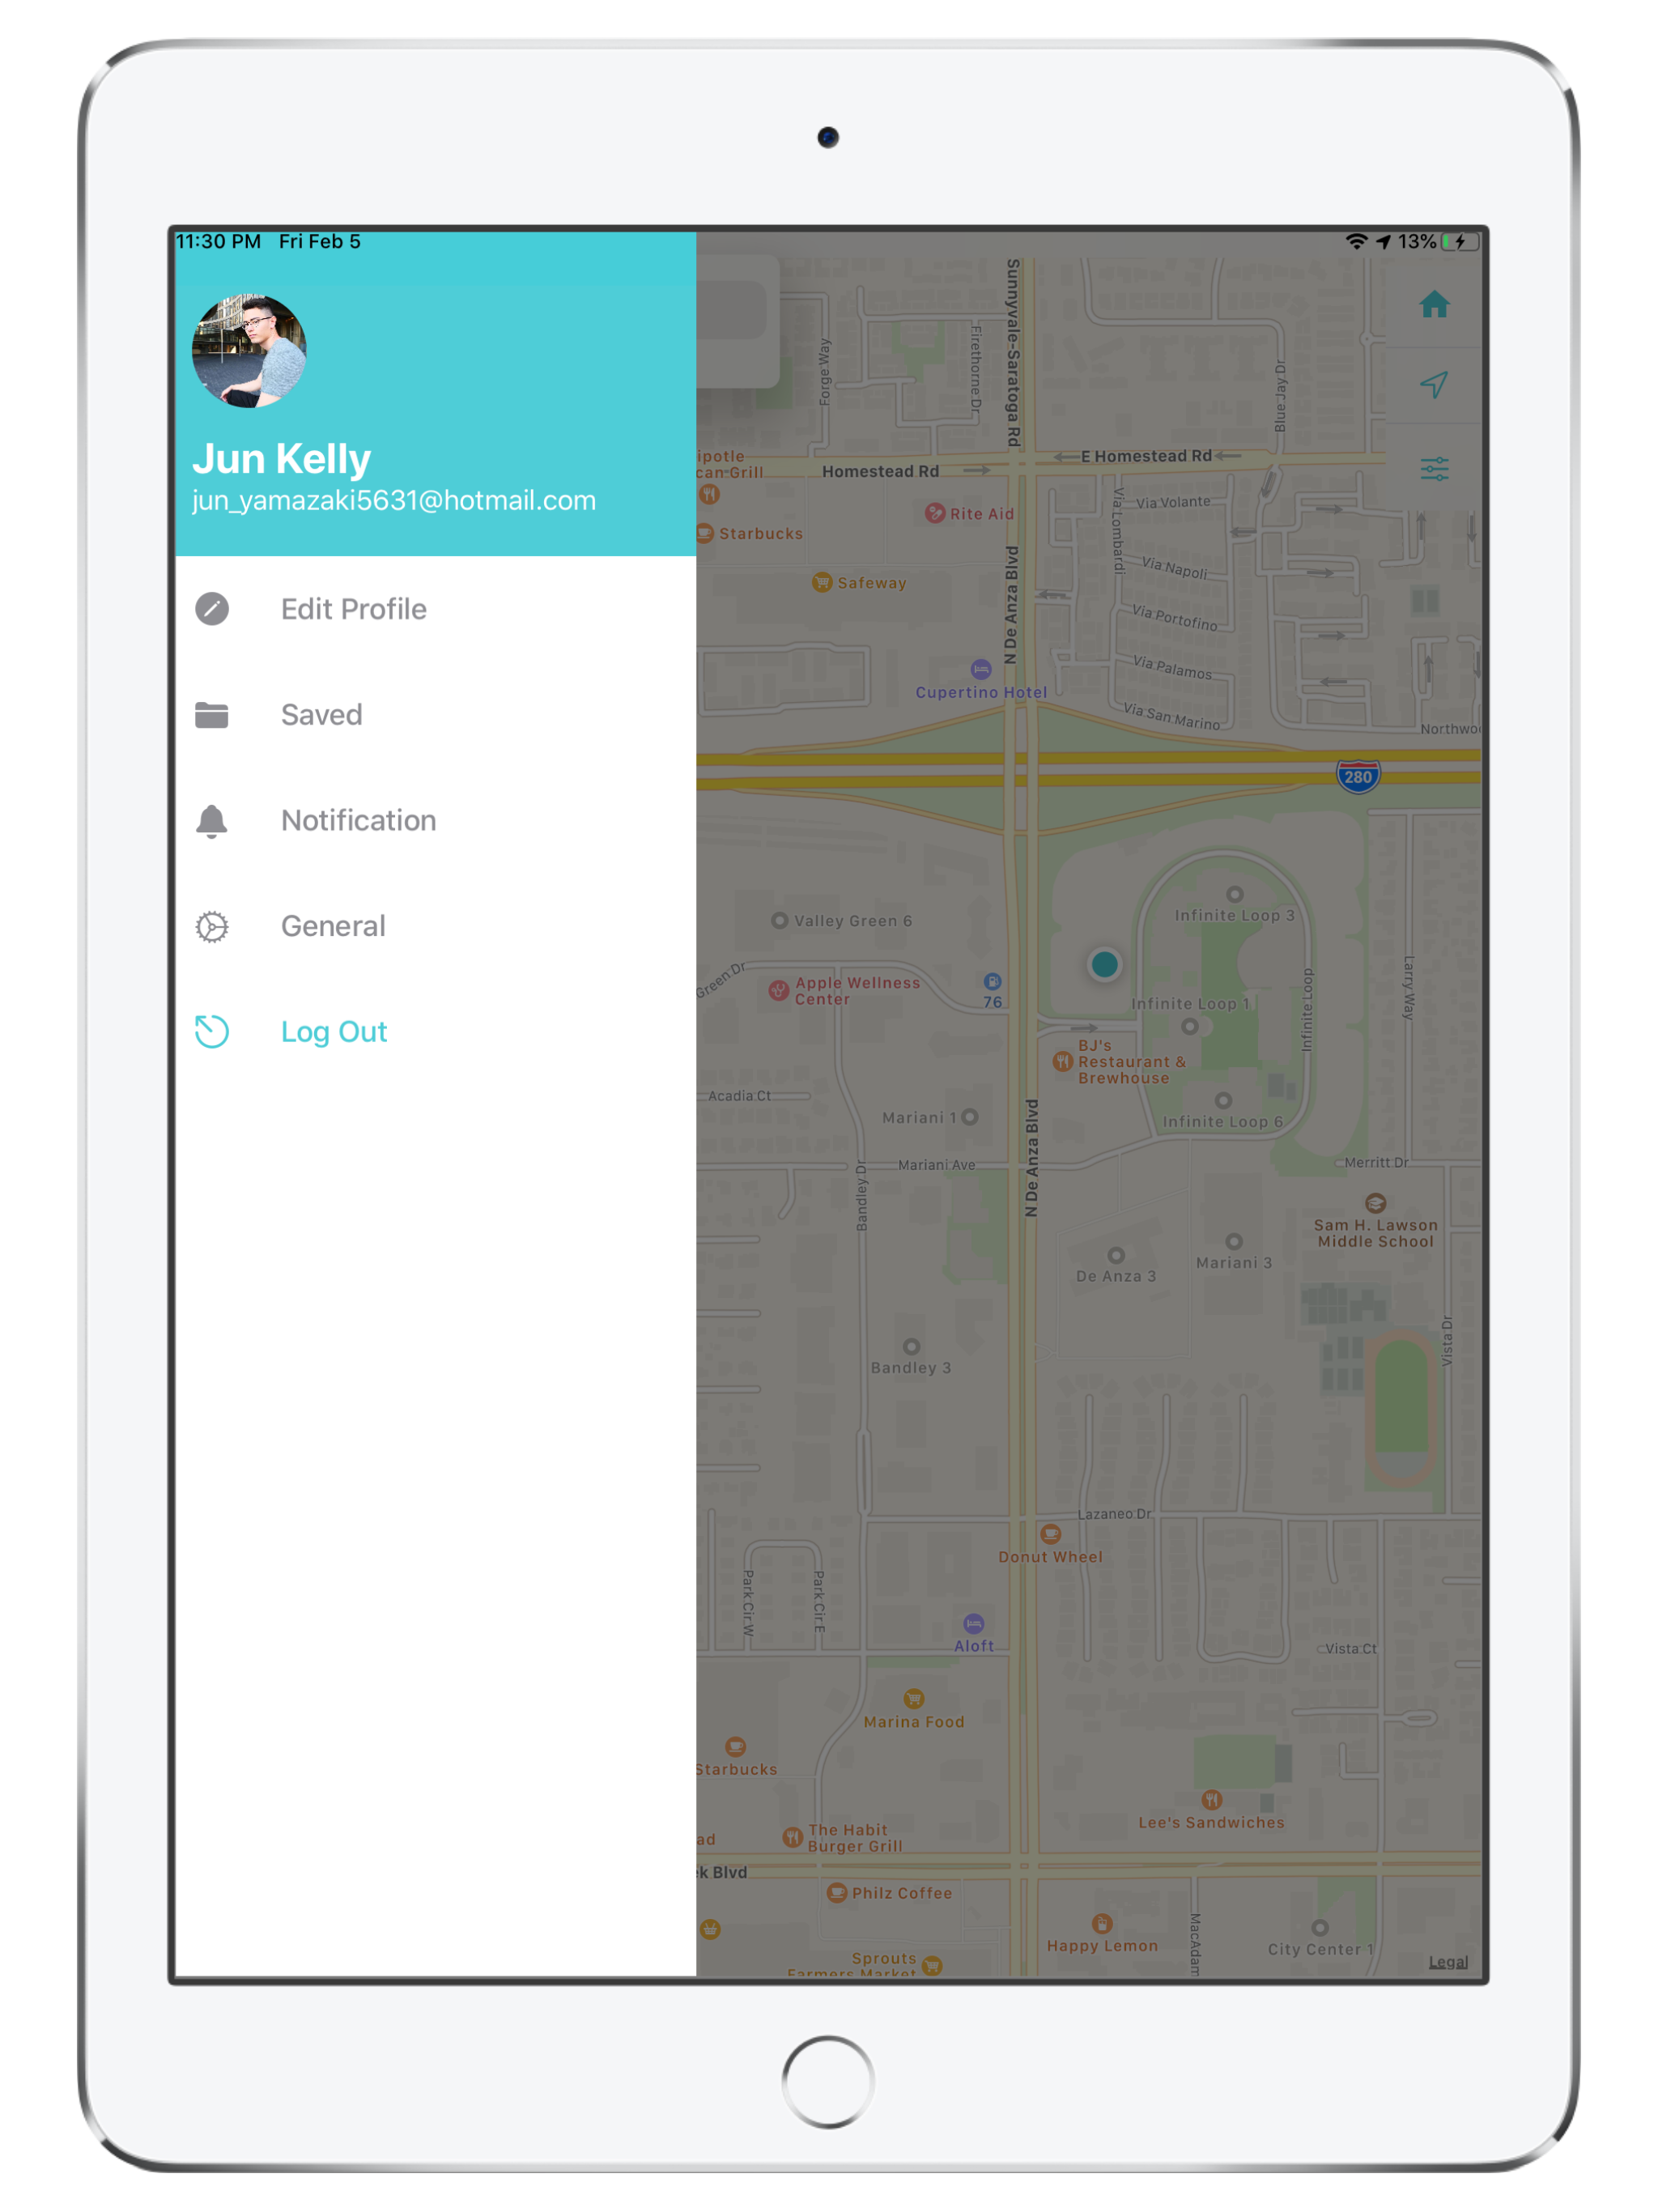 11:30 PM Fri Feb 5
13%
Jun Kelly
jun_yamazaki5631@hotmail.com
Edit Profile
Saved
Notification
General
Log Out
Sunnyvale-Saratoga Rd
Forge Way
Firethorne Dr
Blue Jay Dr
ipotle
can Grill
Homestead Rd
E Homestead Rd
Starbucks
Rite Aid
Safeway
Via Lombardi
Via Volante
Via Napoli
Via Portofino
Via Palamos
Via San Marino
N De Anza Blvd
Cupertino Hotel
Northwo
280
Valley Green 6
Infinite Loop 3
Green Dr
Apple Wellness
Center
76
Infinite Loop 1
Infinite Loop
Larry Way
BJ's
Restaurant &
Brewhouse
Acadia Ct
Mariani 1
Infinite Loop 6
N De Anza Blvd
Mariani Ave
Bandley Dr
Merritt Dr
Sam H. Lawson
Middle School
De Anza 3
Mariani 3
Vista Dr
Bandley 3
Lazaneo Dr
Donut Wheel
Park Cir W
Park Cir E
Aloft
Vista Ct
Marina Food
Starbucks
Lee's Sandwiches
ad
The Habit
Burger Grill
k Blvd
Philz Coffee
Happy Lemon
MacAdam
City Center 1
Sprouts
Farmers Market
Legal